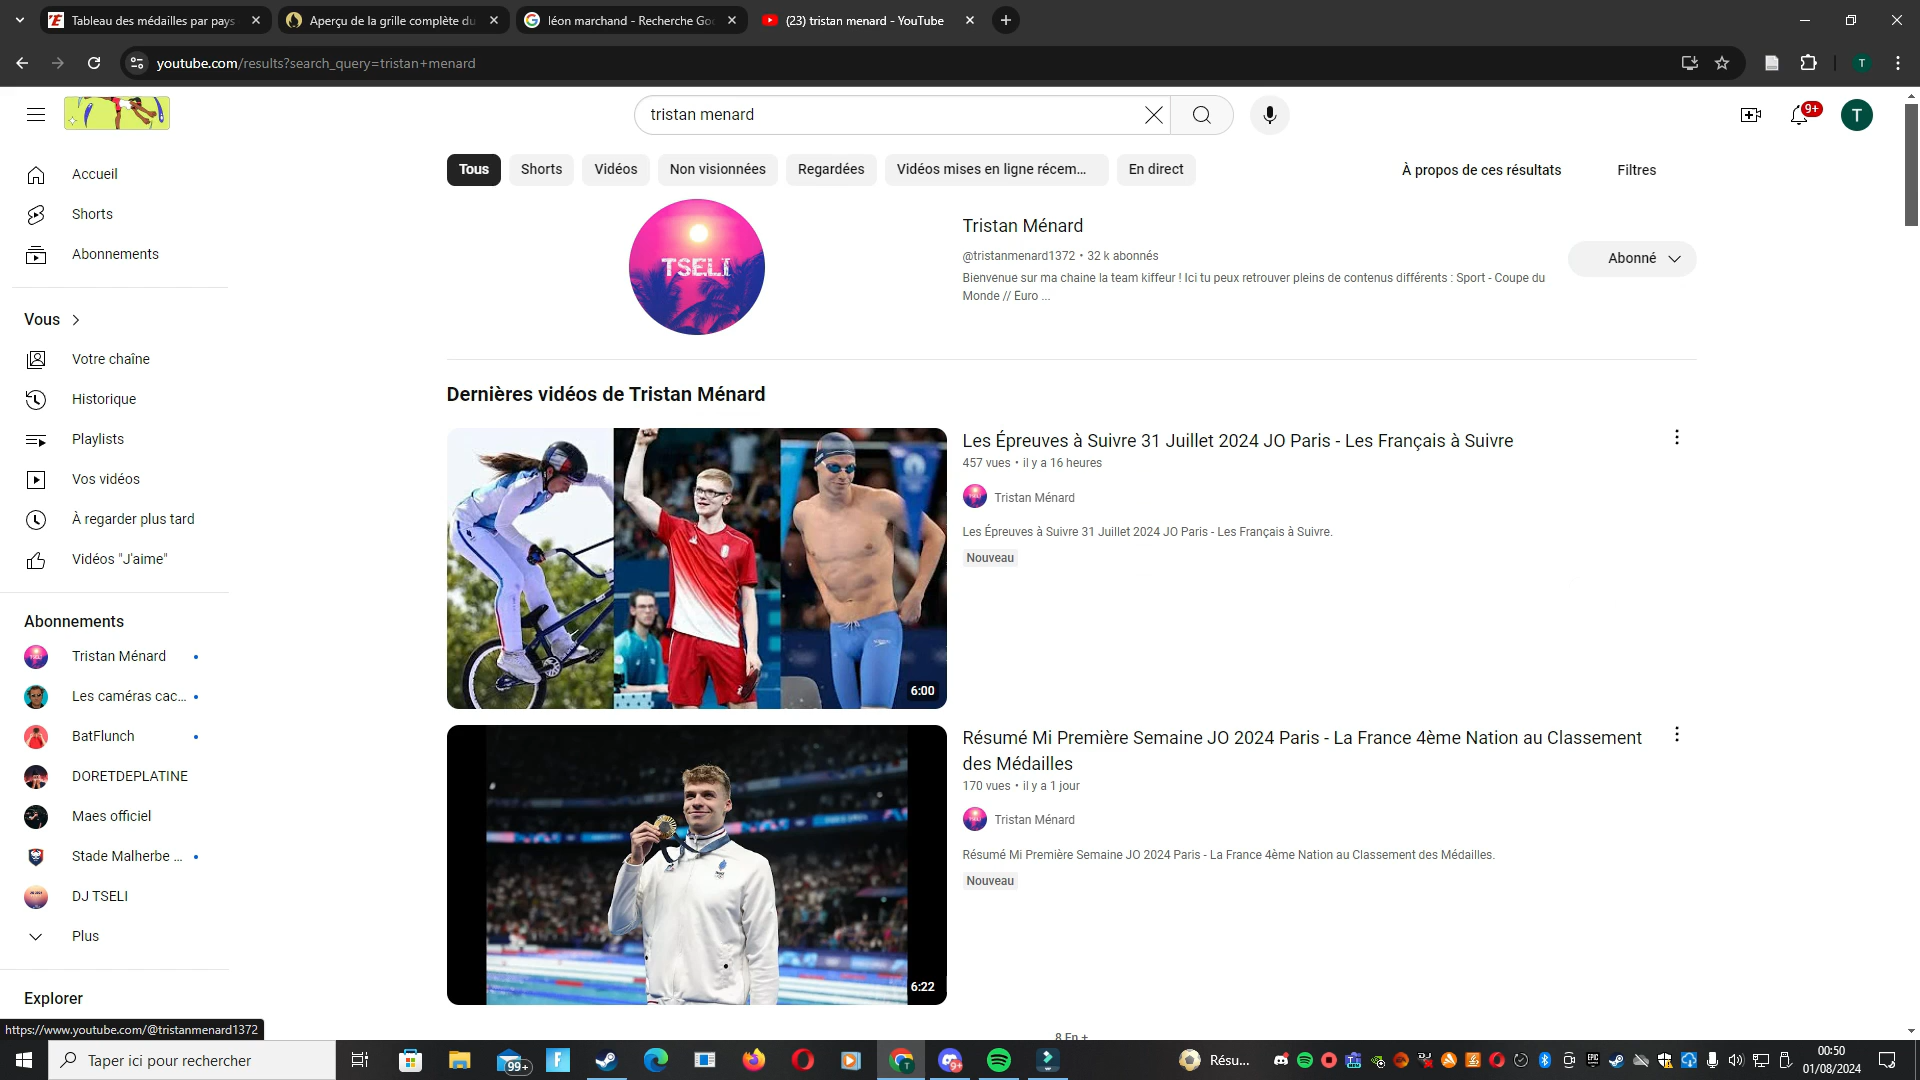 Tableau des médailles par pays
Aperçu de la grille complète du
léon marchand - Recherche Goo
(23) tristan menard - YouTube
youtube.com/results?search_query=tristan+menard
T
tristan menard
9+
T
Tous
Shorts
Vidéos
Non visionnées
Regardées
Vidéos mises en ligne récem...
En direct
À propos de ces résultats
Filtres
Accueil
Shorts
Abonnements
Vous
Votre chaîne
Historique
Playlists
Vos vidéos
À regarder plus tard
Vidéos "J'aime"
Abonnements
Tristan Ménard
Les caméras cac...
BatFlunch
DORETDEPLATINE
Maes officiel
Stade Malherbe ...
DJ TSELI
Plus
Explorer
TSELI
Tristan Ménard
@tristanmenard1372 • 32 k abonnés
Bienvenue sur ma chaine la team kiffeur ! Ici tu peux retrouver pleins de contenus différents : Sport - Coupe du
Monde // Euro ...
Abonné
Dernières vidéos de Tristan Ménard
6:00
Les Épreuves à Suivre 31 Juillet 2024 JO Paris - Les Français à Suivre
457 vues • il y a 16 heures
Tristan Ménard
Les Épreuves à Suivre 31 Juillet 2024 JO Paris - Les Français à Suivre.
Nouveau
6:22
Résumé Mi Première Semaine JO 2024 Paris - La France 4ème Nation au Classement
des Médailles
170 vues • il y a 1 jour
Tristan Ménard
Résumé Mi Première Semaine JO 2024 Paris - La France 4ème Nation au Classement des Médailles.
Nouveau
https://www.youtube.com/@tristanmenard1372
Taper ici pour rechercher
99+
9+
Résu...
00:50
01/08/2024